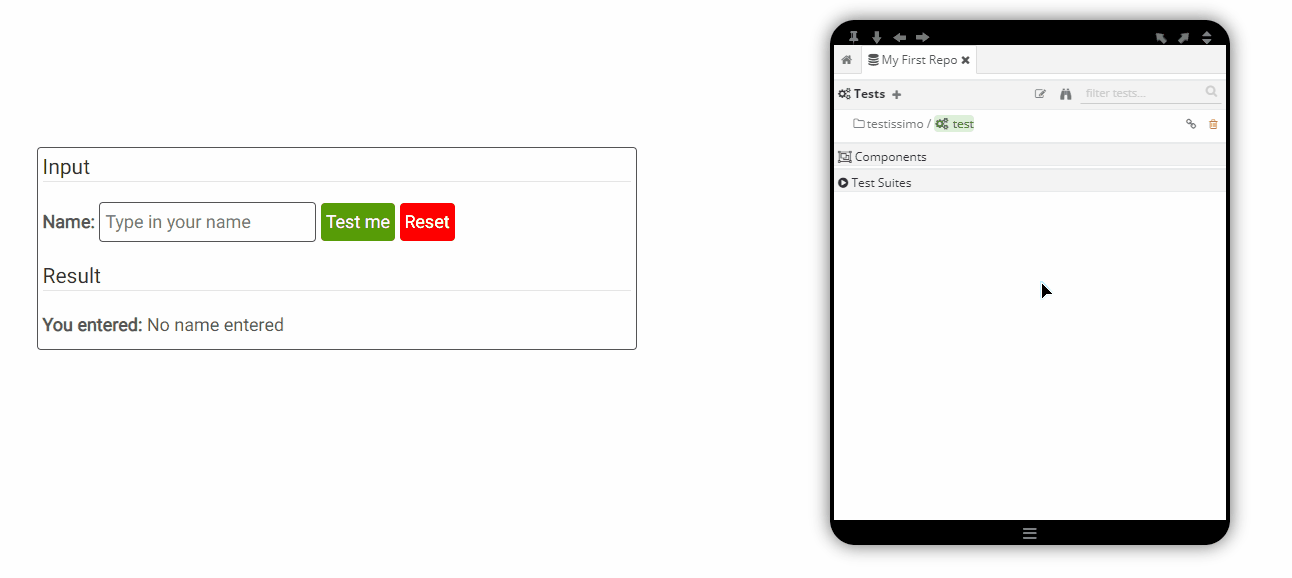 Input
Name: Type in your name Test me Reset
Result
You entered: No name entered
My First Repo
Tests filter tests...
testissimo / test
Components
Test Suites